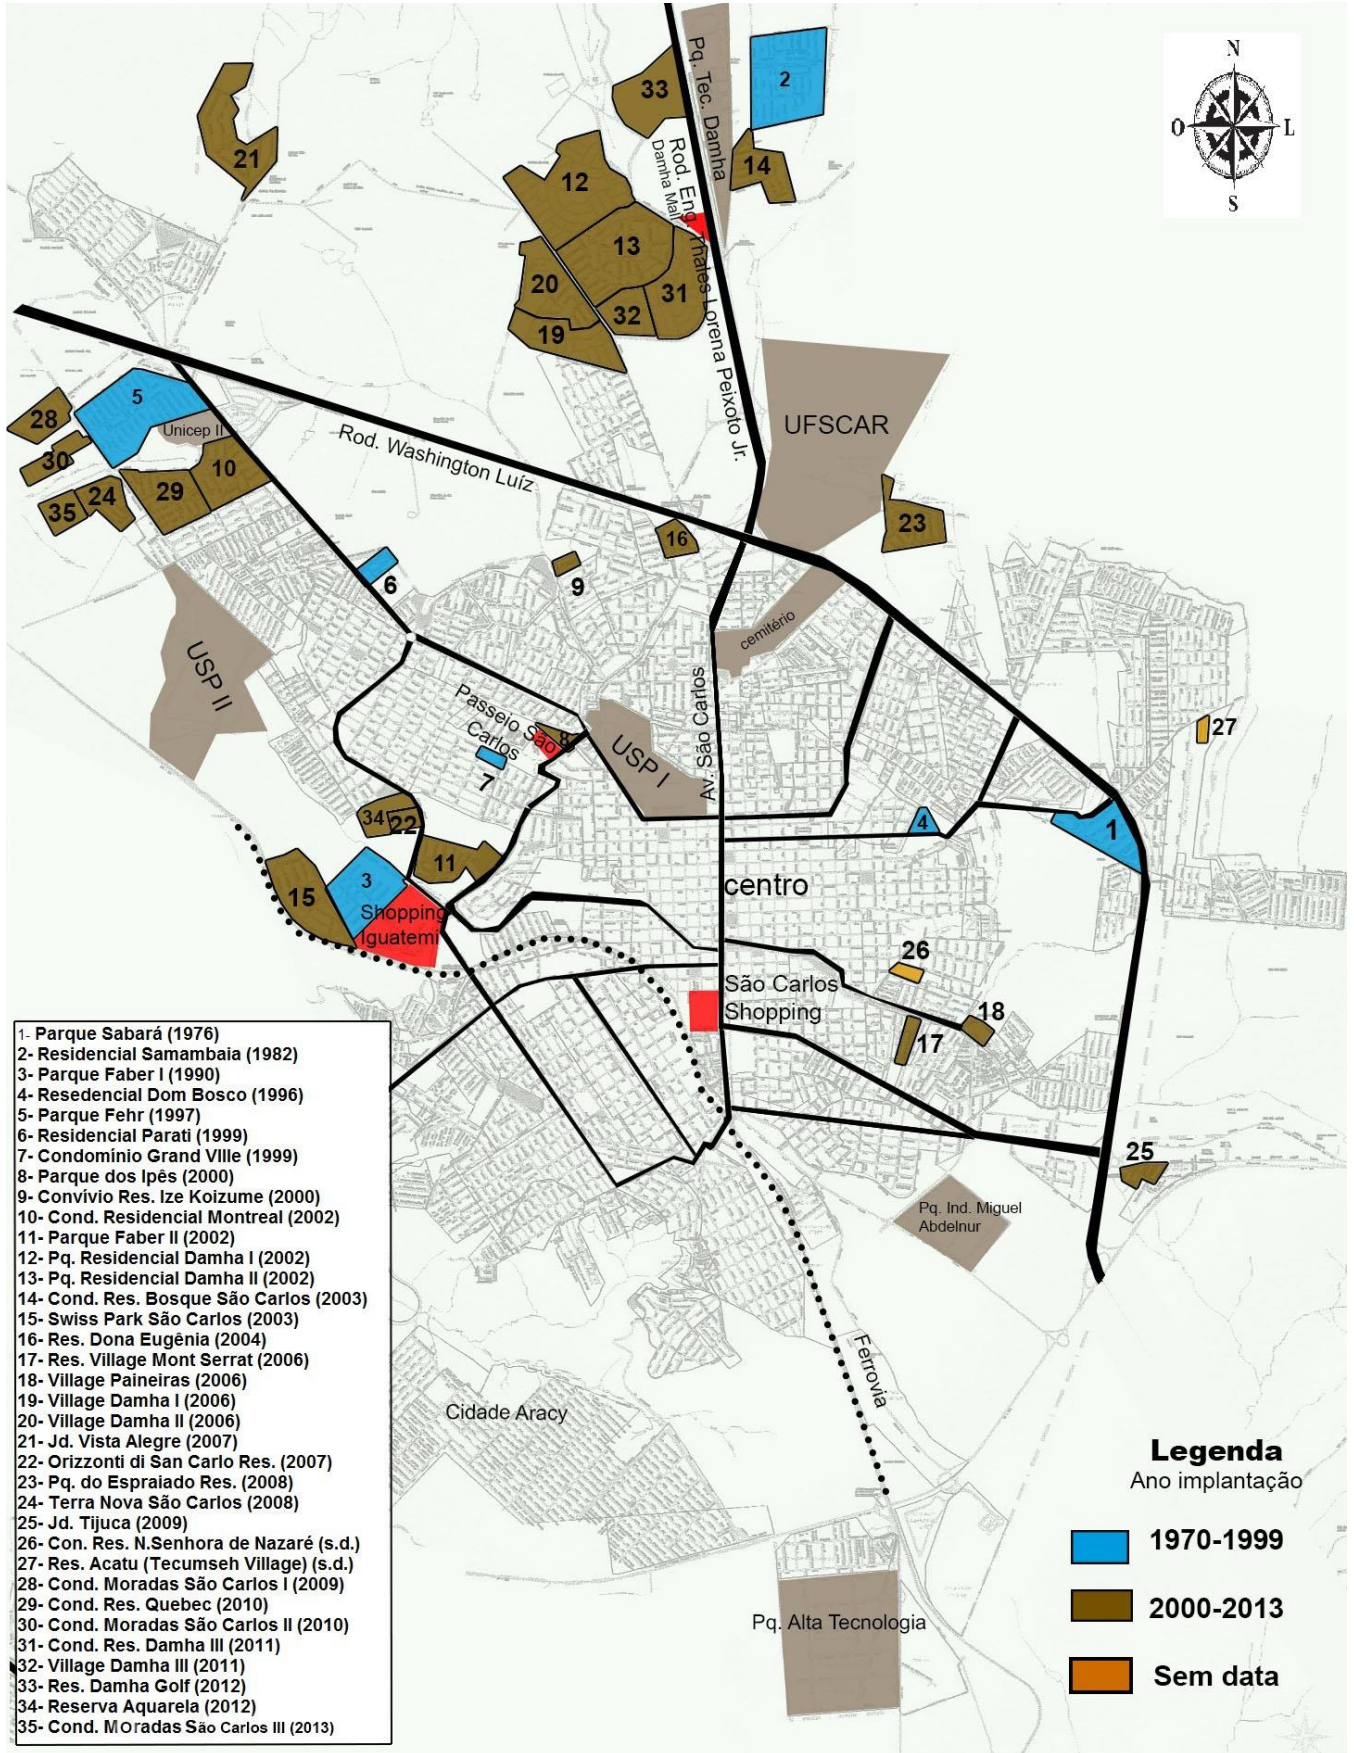 N
O
L
S
Pq. Tec. Damha
2
33
Rod. Eng. Thales Lorena Peixoto Jr.
Damha Mall
14
21
12
13
20
31
32
19
28
5
Unicep II
30
10
29
24
35
Rod. Washington Luíz
UFSCAR
23
16
9
6
cemitério
USP II
Av. São Carlos
Passeio São
Carlos
8
7
USP I
27
34
22
11
4
1
15
3
Shopping
Iguatemi
centro
26
São Carlos
Shopping
18
17
25
Pq. Ind. Miguel
Abdelnur
Ferrovia
Cidade Aracy
Pq. Alta Tecnologia
1- Parque Sabará (1976)
2- Residencial Samambaia (1982)
3- Parque Faber I (1990)
4- Resedencial Dom Bosco (1996)
5- Parque Fehr (1997)
6- Residencial Parati (1999)
7- Condomínio Grand VIlle (1999)
8- Parque dos Ipês (2000)
9- Convívio Res. Ize Koizume (2000)
10- Cond. Residencial Montreal (2002)
11- Parque Faber II (2002)
12- Pq. Residencial Damha I (2002)
13- Pq. Residencial Damha II (2002)
14- Cond. Res. Bosque São Carlos (2003)
15- Swiss Park São Carlos (2003)
16- Res. Dona Eugênia (2004)
17- Res. Village Mont Serrat (2006)
18- Village Paineiras (2006)
19- Village Damha I (2006)
20- Village Damha II (2006)
21- Jd. Vista Alegre (2007)
22- Orizzonti di San Carlo Res. (2007)
23- Pq. do Espraiado Res. (2008)
24- Terra Nova São Carlos (2008)
25- Jd. Tijuca (2009)
26- Con. Res. N.Senhora de Nazaré (s.d.)
27- Res. Acatu (Tecumseh Village) (s.d.)
28- Cond. Moradas São Carlos I (2009)
29- Cond. Res. Quebec (2010)
30- Cond. Moradas São Carlos II (2010)
31- Cond. Res. Damha III (2011)
32- Village Damha III (2011)
33- Res. Damha Golf (2012)
34- Reserva Aquarela (2012)
35- Cond. Moradas São Carlos III (2013)
Legenda
Ano implantação
1970-1999
2000-2013
Sem data